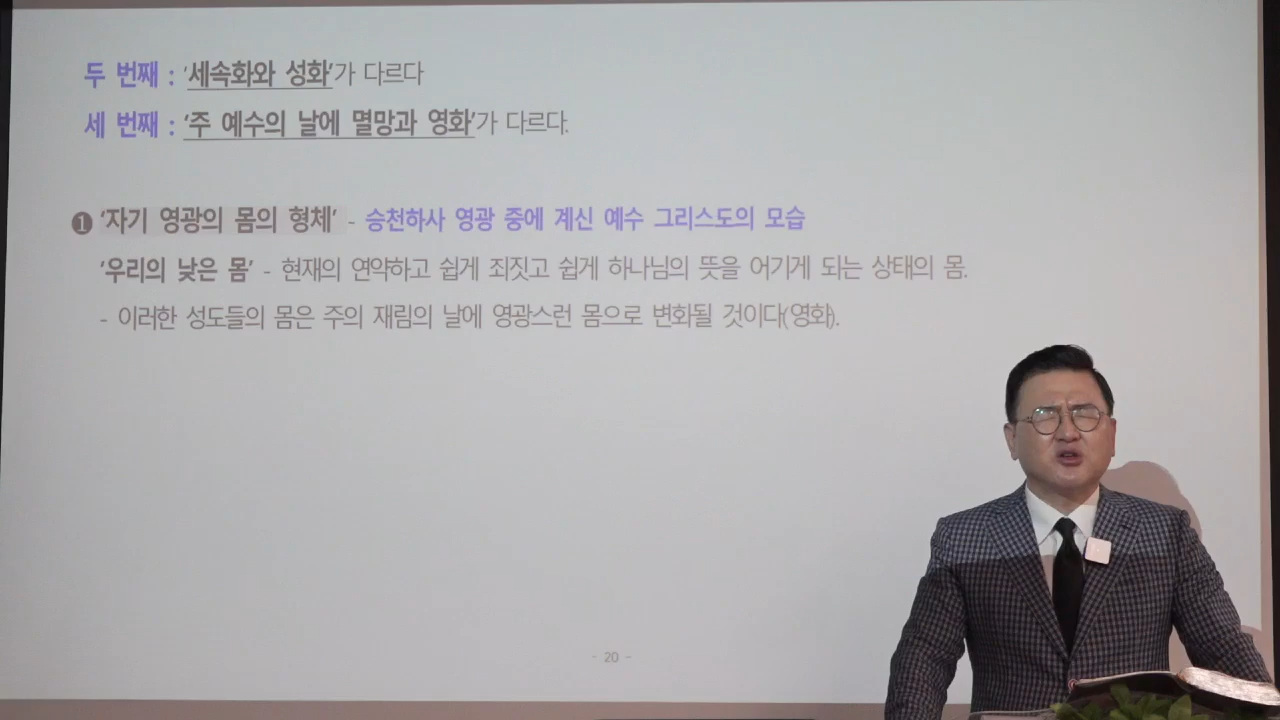 두 번째 : '세속화와 성화'가 다르다
세 번째 : '주 예수의 날에 멸망과 영화'가 다르다.
❶ '자기 영광의 몸의 형체' - 승천하사 영광 중에 계신 예수 그리스도의 모습
'우리의 낮은 몸' - 현재의 연약하고 쉽게 죄짓고 쉽게 하나님의 뜻을 어기게 되는 상태의 몸.
- 이러한 성도들의 몸은 주의 재림의 날에 영광스런 몸으로 변화될 것이다(영화).
- 20 -